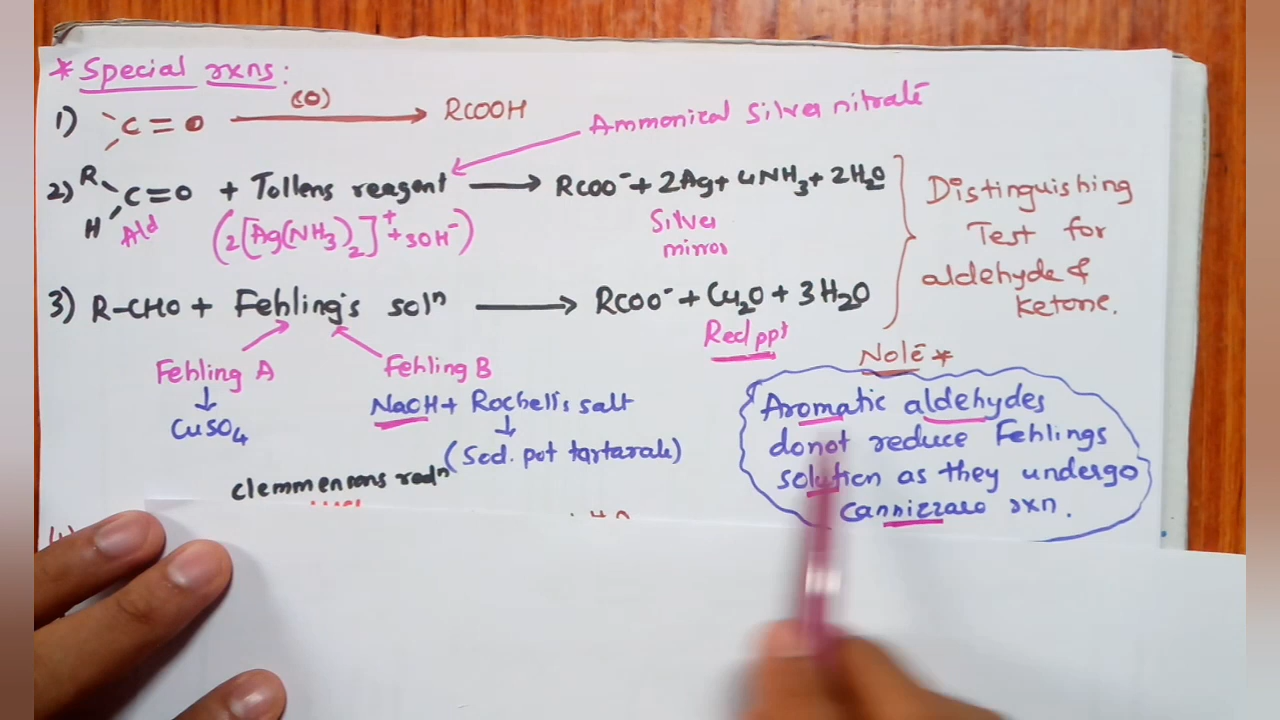 * Special rxns:
1) C=O (O) → RCOOH
Ammonical Silver nitrate
2) R H C=O + Tollens reagent → RCOO⁻ + 2Ag + 4NH₃ + 2H₂O
Ald (2[Ag(NH₃)₂]⁺ + 3OH⁻) Silver
mirror
3) R-CHO + Fehling's solⁿ → RCOO⁻ + Cu₂O + 3H₂O
Red ppt
Fehling A Fehling B
↓ NaOH + Rochell's salt
CuSO₄ ↓
(Sod. pot tartarate)
clemmensons redⁿ
Distinguishing
Test for
aldehyde &
Ketone.
Note *
Aromatic aldehydes
donot reduce Fehlings
solution as they undergo
Cannizzaro rxn.